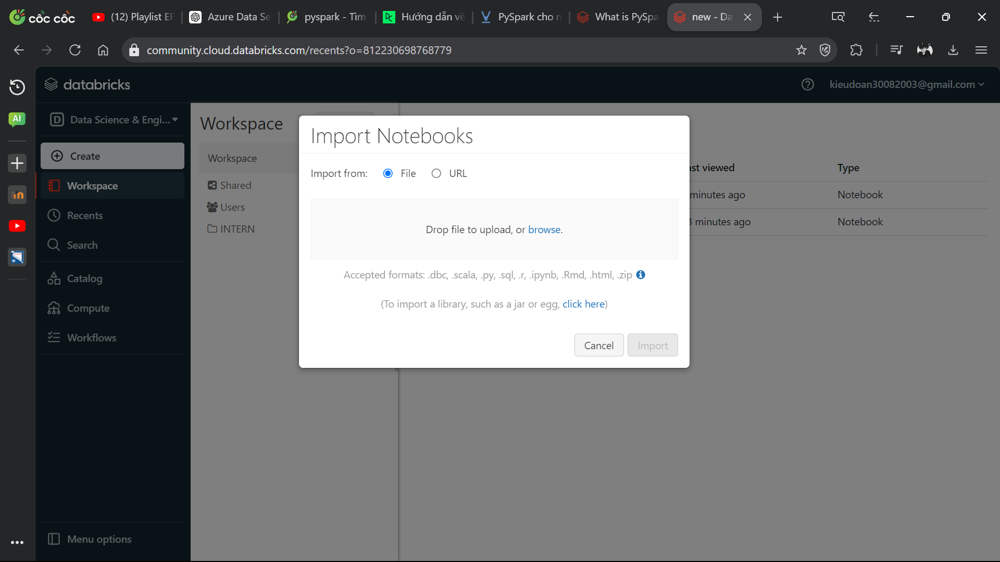 cốc cốc
(12) Playlist EP
Azure Data Se
pyspark - Tìm
Hướng dẫn về
PySpark cho n
What is PySpa
new - Da
community.cloud.databricks.com/recents?o=812230698768779
databricks
kieudoan30082003@gmail.com
AI
D Data Science & Engi...
Create
Workspace
Recents
Search
Catalog
Compute
Workflows
Menu options
Workspace
Workspace
Shared
Users
INTERN
Import Notebooks
Import from: File URL
Drop file to upload, or browse.
Accepted formats: .dbc, .scala, .py, .sql, .r, .ipynb, .Rmd, .html, .zip
(To import a library, such as a jar or egg, click here)
Cancel Import
st viewed Type
minutes ago Notebook
minutes ago Notebook